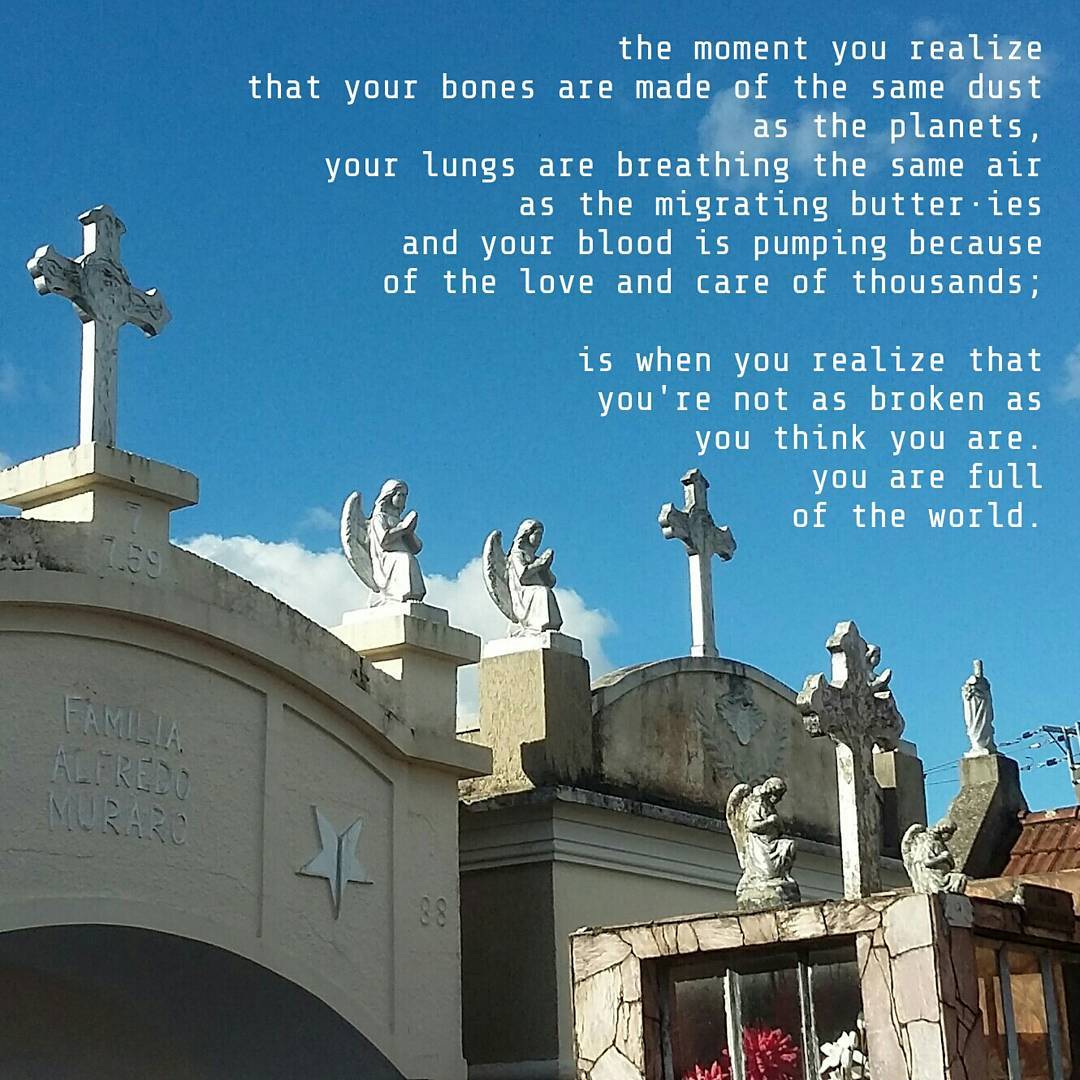 the moment you realize
that your bones are made of the same dust
as the planets,
your lungs are breathing the same air
as the migrating butter·ies
and your blood is pumping because
of the love and care of thousands;
is when you realize that
you're not as broken as
you think you are.
you are full
of the world.
7
7.59
FAMILIA
ALFREDO
MURARO
88